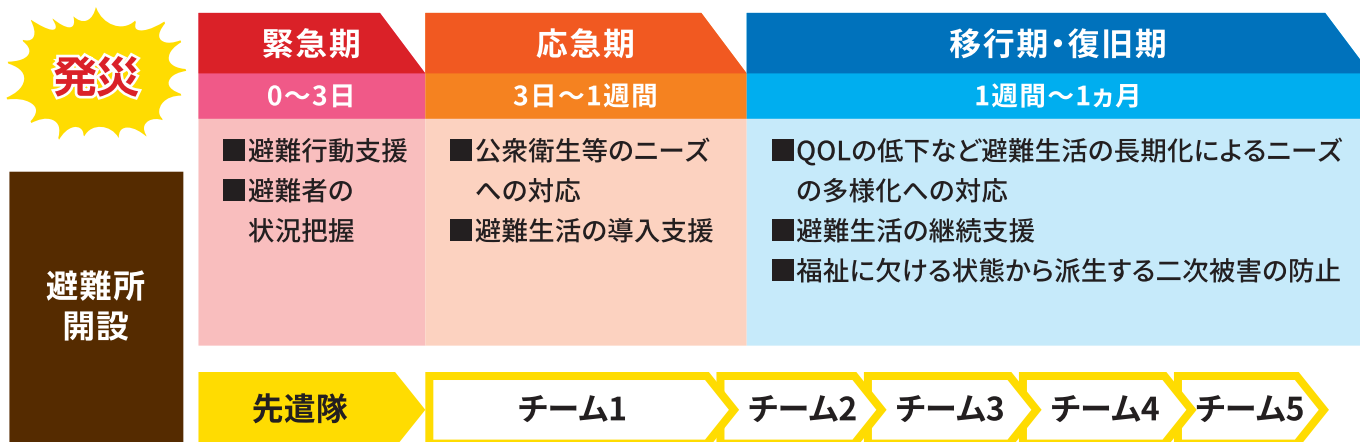 発災
避難所
開設
緊急期
0〜3日
■避難行動支援
■避難者の
状況把握
応急期
3日〜1週間
■公衆衛生等のニーズ
への対応
■避難生活の導入支援
移行期・復旧期
1週間〜1ヵ月
■QOLの低下など避難生活の長期化によるニーズ
の多様化への対応
■避難生活の継続支援
■福祉に欠ける状態から派生する二次被害の防止
先遣隊
チーム1
チーム2
チーム3
チーム4
チーム5